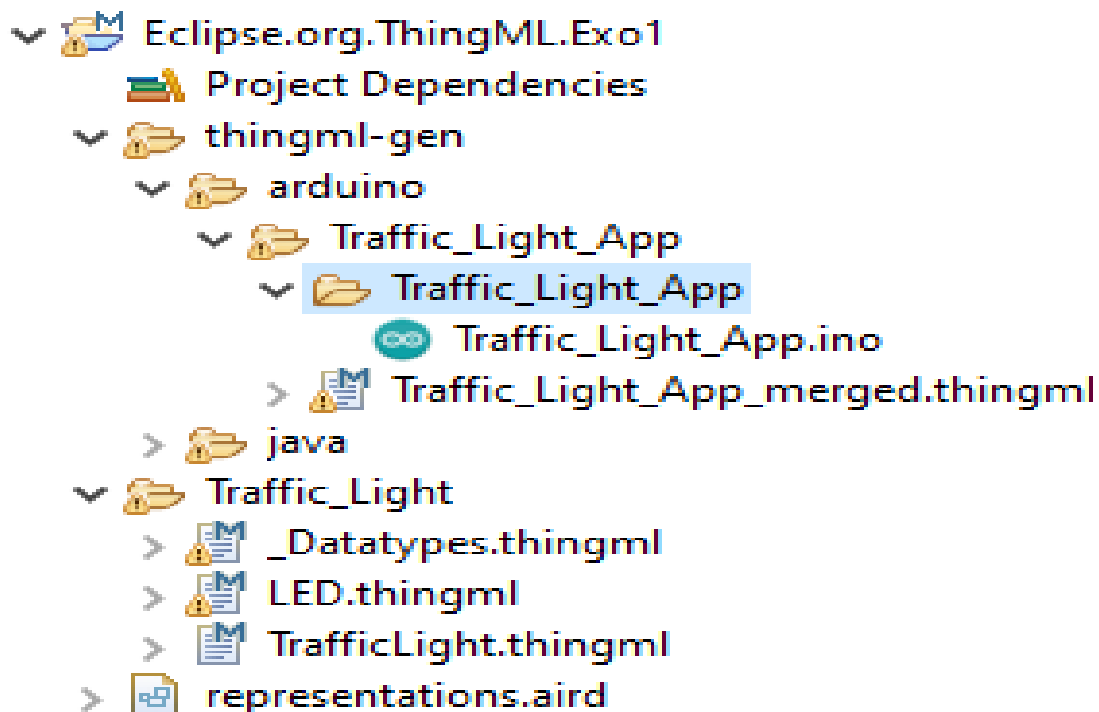 Eclipse.org.ThingML.Exo1
Project Dependencies
thingml-gen
arduino
Traffic_Light_App
Traffic_Light_App
Traffic_Light_App.ino
Traffic_Light_App_merged.thingml
java
Traffic_Light
_Datatypes.thingml
LED.thingml
TrafficLight.thingml
representations.aird